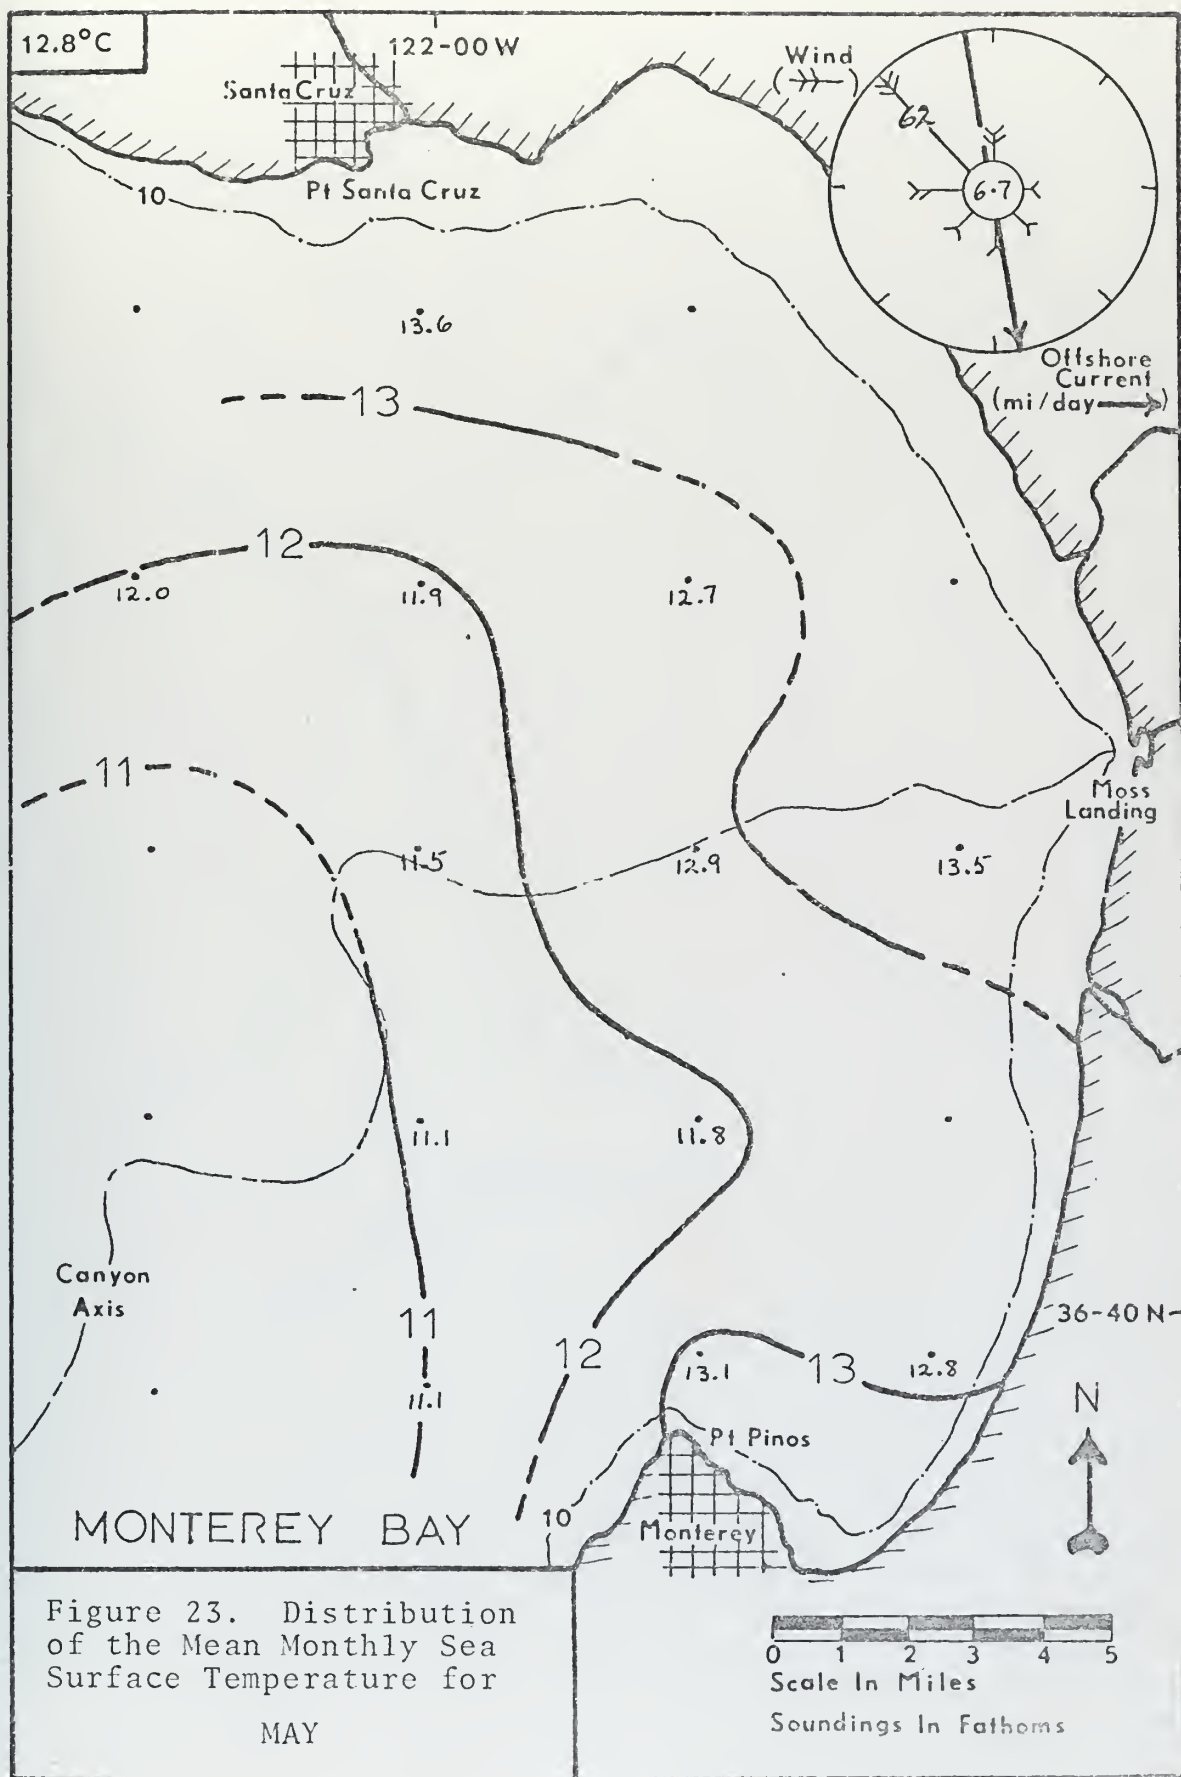 12.8°C
122-00 W
Wind
Santa Cruz
62
10
Pt Santa Cruz
6.7
13.6
Offshore
Current
(mi/day)
13
12
12.0
11.9
12.7
11
Moss
Landing
11.5
12.9
13.5
11.1
11.8
Canyon
Axis
36-40 N
11
12
13.1
13
12.8
11.1
N
Pt Pinos
MONTEREY BAY
10
Monterey
Figure 23. Distribution
of the Mean Monthly Sea
Surface Temperature for
MAY
0 1 2 3 4 5
Scale In Miles
Soundings In Fathoms